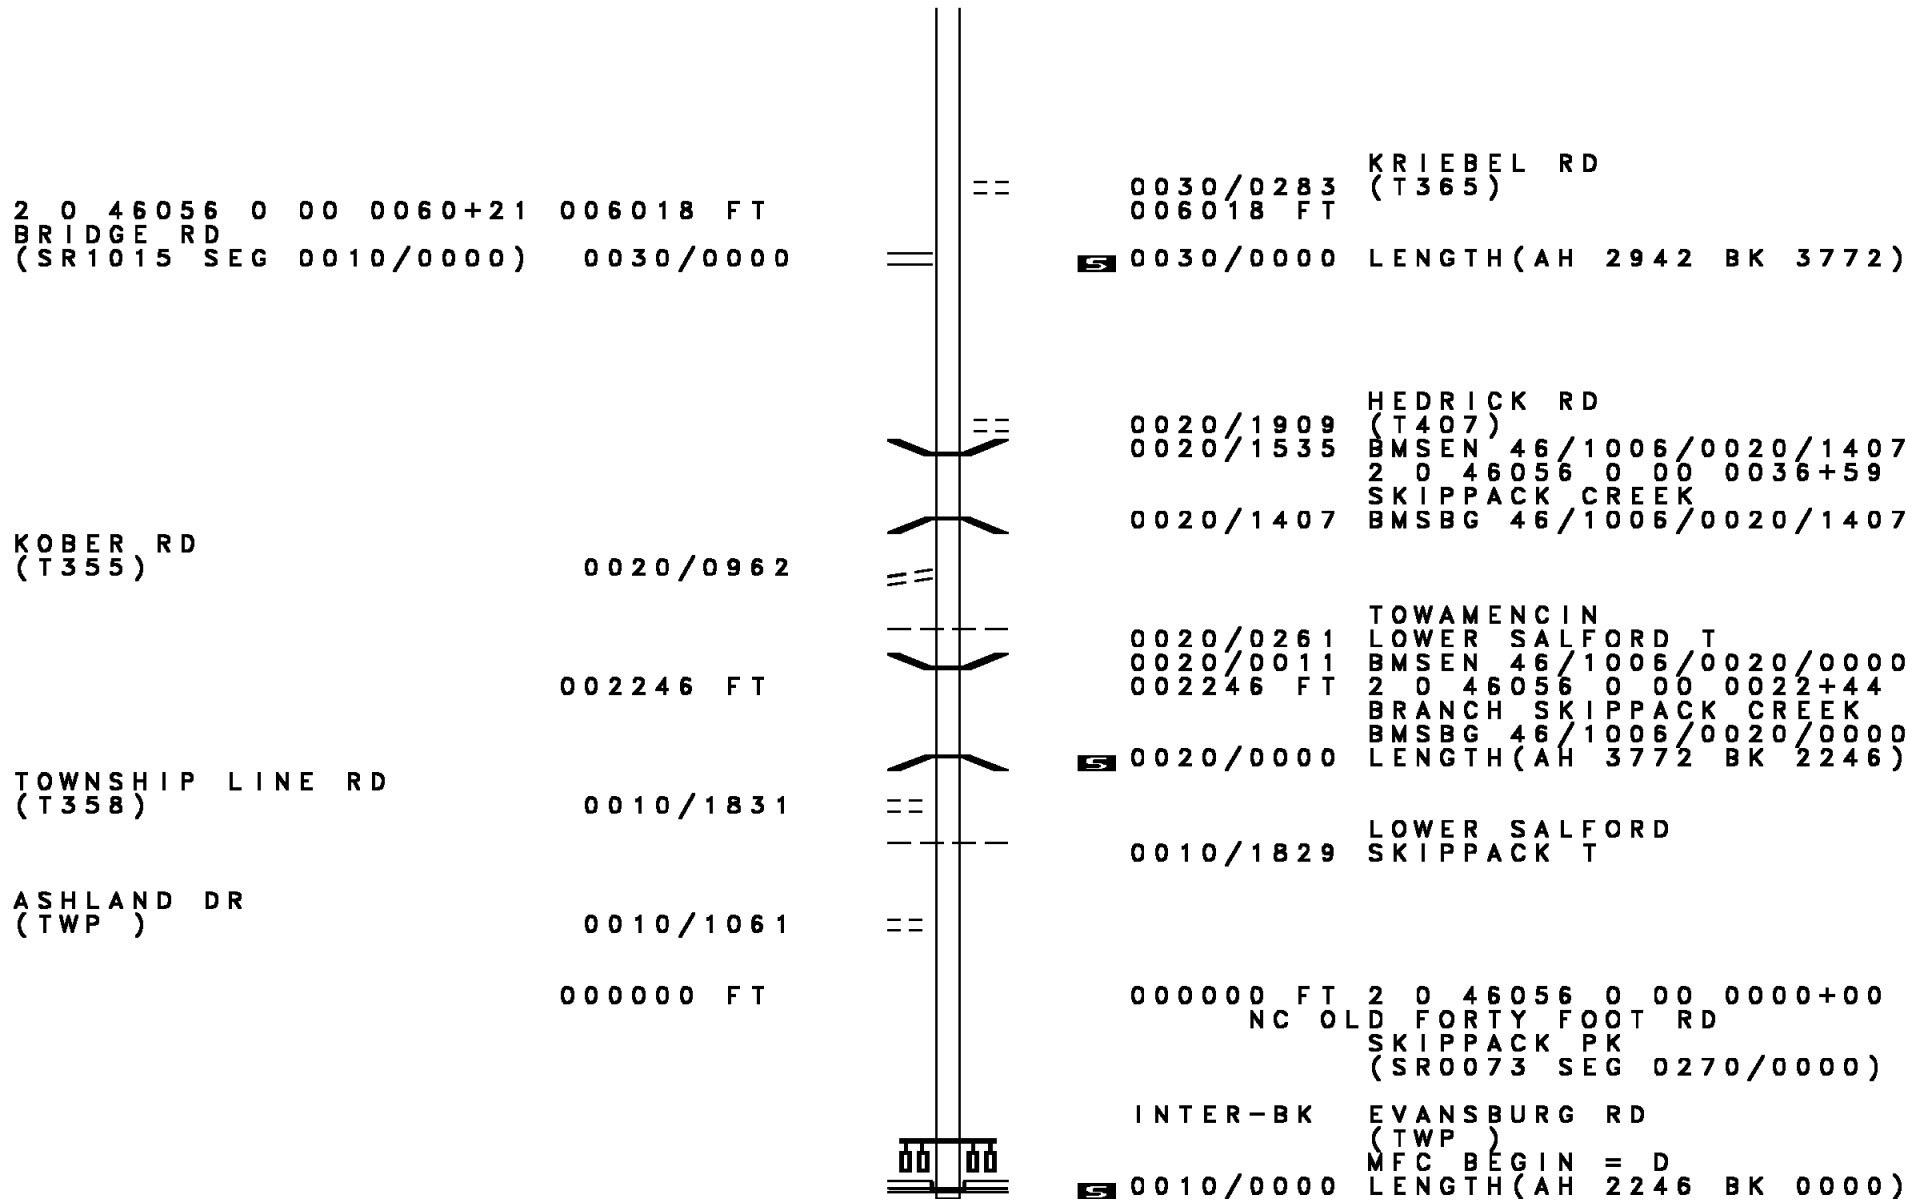 KRIEBEL RD
0030/0283 (T365)
2 0 46056 0 00 0060+21 006018 FT
006018 FT
BRIDGE RD
(SR1015 SEG 0010/0000) 0030/0000
S 0030/0000 LENGTH(AH 2942 BK 3772)
HEDRICK RD
0020/1909 (T407)
0020/1535 BMSEN 46/1006/0020/1407
2 0 46056 0 00 0036+59
SKIPPACK CREEK
0020/1407 BMSBG 46/1006/0020/1407
KOBER RD
(T355) 0020/0962
TOWAMENCIN
0020/0261 LOWER SALFORD T
0020/0011 BMSEN 46/1006/0020/0000
002246 FT
002246 FT 2 0 46056 0 00 0022+44
BRANCH SKIPPACK CREEK
BMSBG 46/1006/0020/0000
S 0020/0000 LENGTH(AH 3772 BK 2246)
TOWNSHIP LINE RD
(T358) 0010/1831
LOWER SALFORD
0010/1829 SKIPPACK T
ASHLAND DR
(TWP ) 0010/1061
000000 FT
000000 FT 2 0 46056 0 00 0000+00
NC OLD FORTY FOOT RD
SKIPPACK PK
(SR0073 SEG 0270/0000)
INTER-BK EVANSBURG RD
(TWP )
MFC BEGIN = D
S 0010/0000 LENGTH(AH 2246 BK 0000)